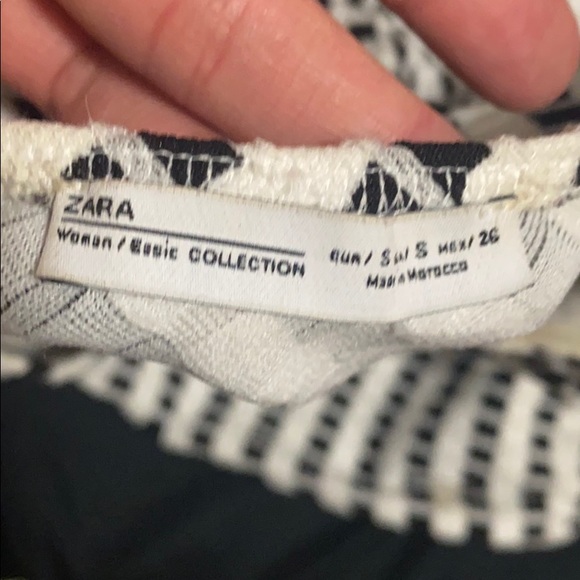 ZARA
Woman / Basic COLLECTION
EUR / S USA / S MEX / 26
Made in Morocco